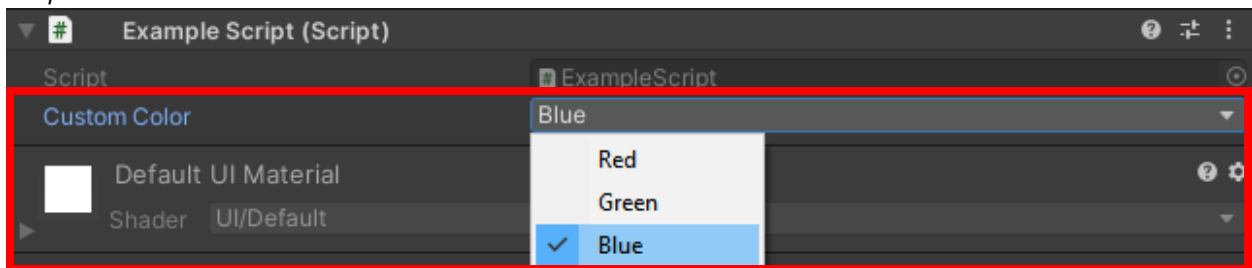 # Example Script (Script)
Script # ExampleScript
Custom Color Blue
Red
Default UI Material
Green
Shader UI/Default
Blue